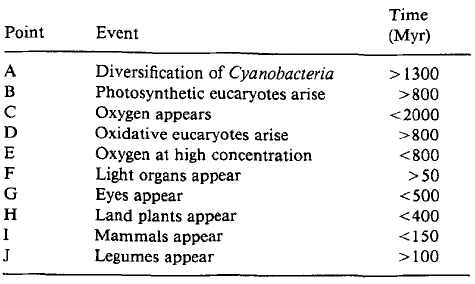 Time
Point Event (Myr)
A Diversification of Cyanobacteria >1300
B Photosynthetic eucaryotes arise >800
C Oxygen appears <2000
D Oxidative eucaryotes arise >800
E Oxygen at high concentration <800
F Light organs appear >50
G Eyes appear <500
H Land plants appear <400
I Mammals appear <150
J Legumes appear >100